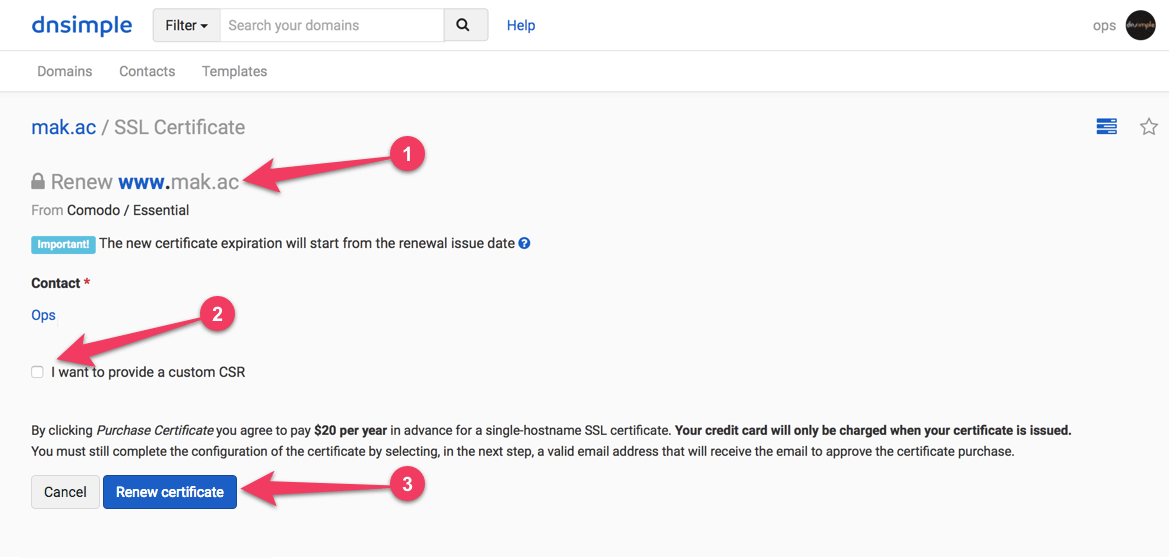 dnsimple Filter Search your domains Help ops dnsimple
Domains Contacts Templates
mak.ac / SSL Certificate
1
Renew www.mak.ac
From Comodo / Essential
Important! The new certificate expiration will start from the renewal issue date ?
Contact *
Ops
2
I want to provide a custom CSR
By clicking Purchase Certificate you agree to pay $20 per year in advance for a single-hostname SSL certificate. Your credit card will only be charged when your certificate is issued.
You must still complete the configuration of the certificate by selecting, in the next step, a valid email address that will receive the email to approve the certificate purchase.
Cancel Renew certificate 3